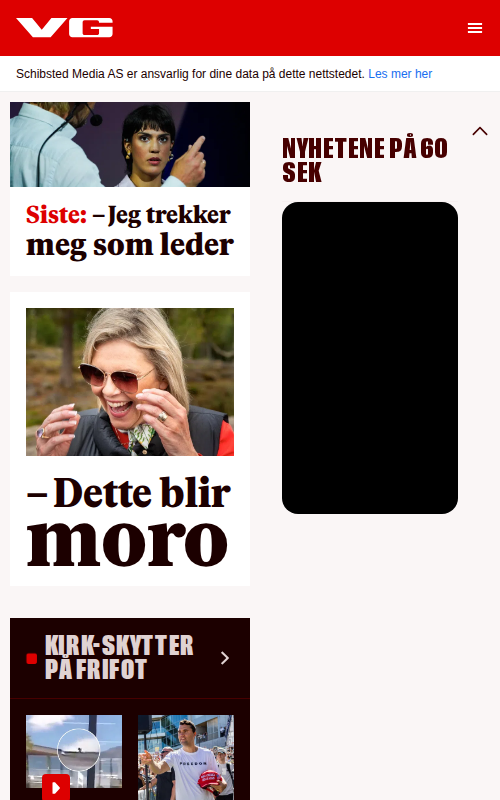 VG
Schibsted Media AS er ansvarlig for dine data på dette nettstedet. Les mer her
Siste: – Jeg trekker
meg som leder
– Dette blir
moro
NYHETENE PÅ 60
SEK
KIRK-SKYTTER
PÅ FRIFOT
FREEDOM